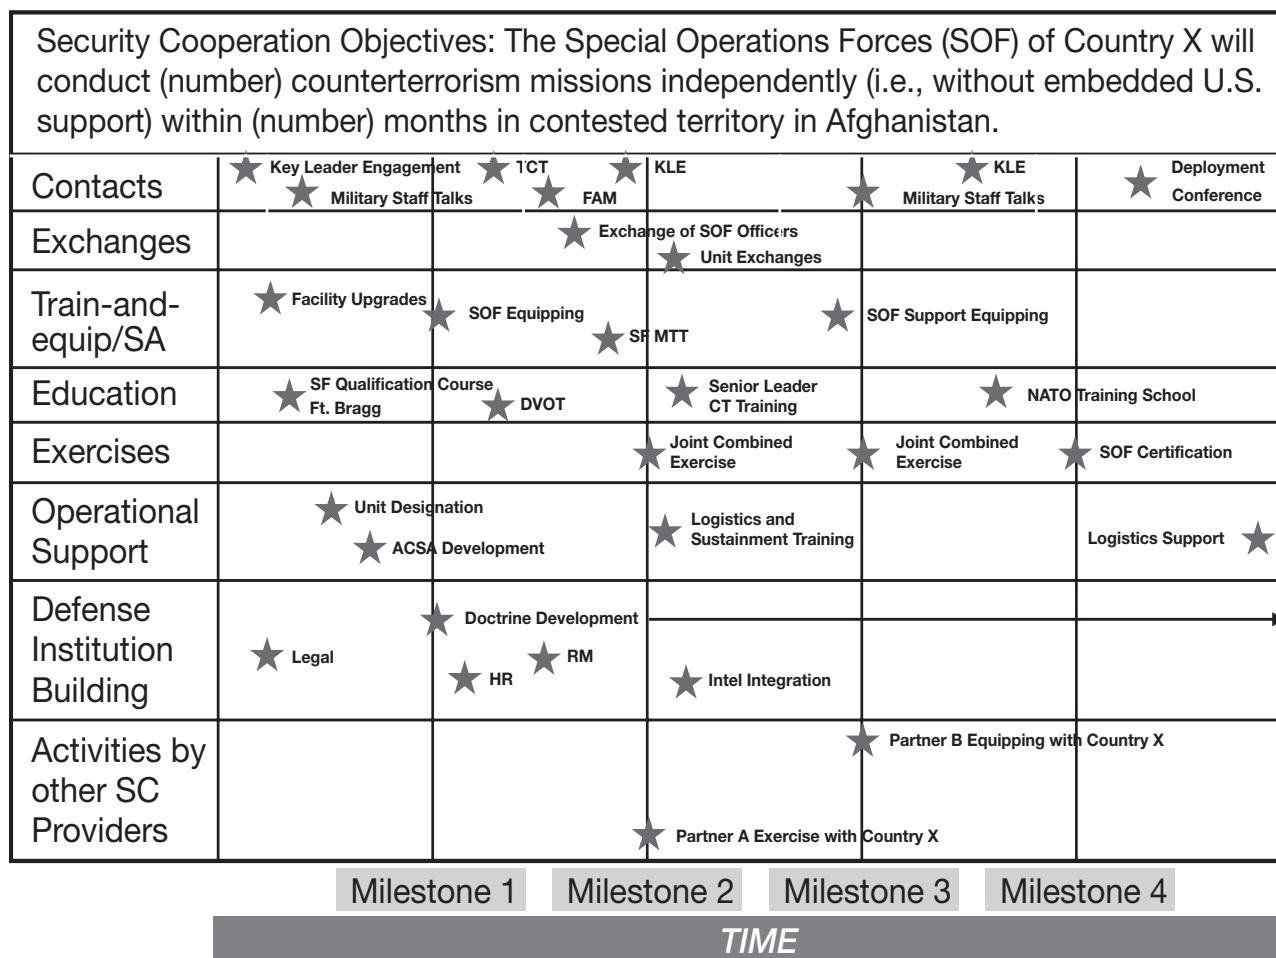 Security Cooperation Objectives: The Special Operations Forces (SOF) of Country X will
conduct (number) counterterrorism missions independently (i.e., without embedded U.S.
support) within (number) months in contested territory in Afghanistan.
Contacts
Key Leader Engagement
TCT
KLE
KLE
Deployment
Conference
Military Staff Talks
FAM
Military Staff Talks
Exchanges
Exchange of SOF Officers
Unit Exchanges
Train-and-
equip/SA
Facility Upgrades
SOF Equipping
SF MTT
SOF Support Equipping
Education
SF Qualification Course
Ft. Bragg
DVOT
Senior Leader
CT Training
NATO Training School
Exercises
Joint Combined
Exercise
Joint Combined
Exercise
SOF Certification
Operational
Support
Unit Designation
ACSA Development
Logistics and
Sustainment Training
Logistics Support
Defense
Institution
Building
Doctrine Development
Legal
HR
RM
Intel Integration
Activities by
other SC
Providers
Partner B Equipping with Country X
Partner A Exercise with Country X
Milestone 1
Milestone 2
Milestone 3
Milestone 4
TIME